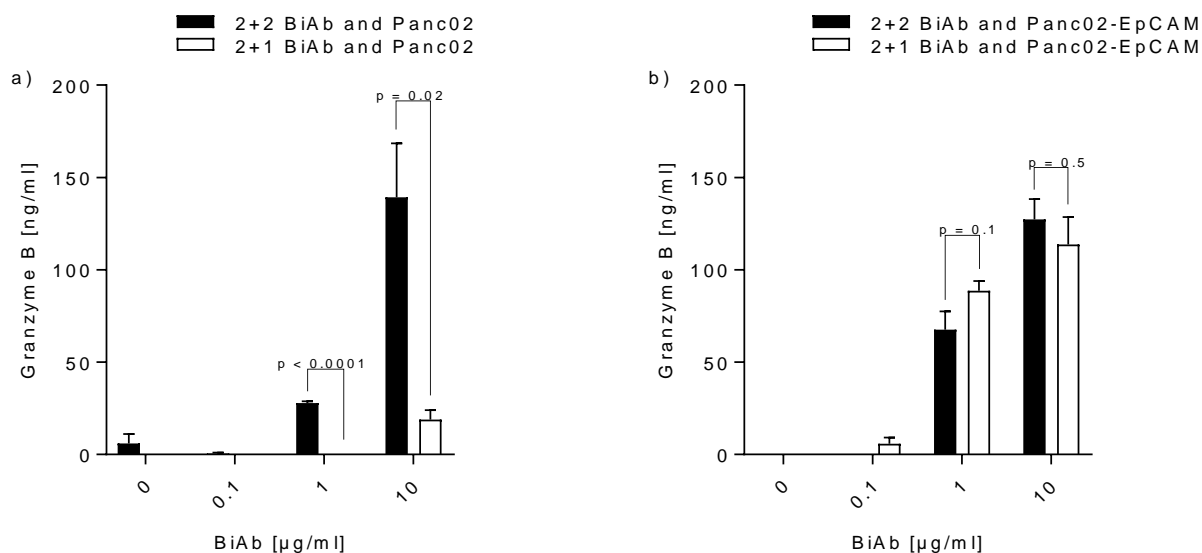 2+2 BiAb and Panc02
2+1 BiAb and Panc02
a)
200
150
100
50
0
Granzyme B [ng/ml]
p = 0.02
p < 0.0001
0
0.1
1
10
BiAb [µg/ml]
2+2 BiAb and Panc02-EpCAM
2+1 BiAb and Panc02-EpCAM
b)
200
150
100
50
0
Granzyme B [ng/ml]
p = 0.5
p = 0.1
0
0.1
1
10
BiAb [µg/ml]